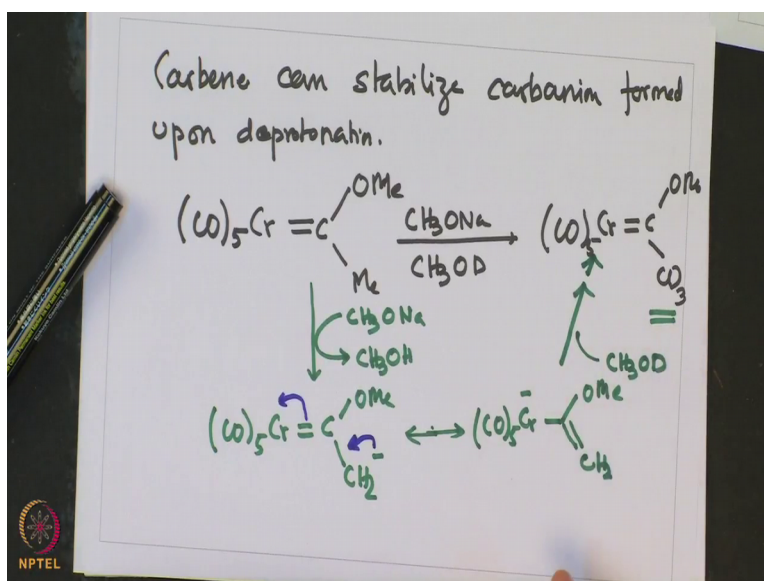 Carbene can stabilize carbanion formed
upon deprotonation.
(CO)5Cr = C
OMe
Me
CH3ONa
CH3OD
(CO)5Cr = C
OMe
CD3
CH3ONa
CH3OH
CH3OD
(CO)5Cr = C
OMe
CH2-
(CO)5Cr-
OMe
CH2
NPTEL